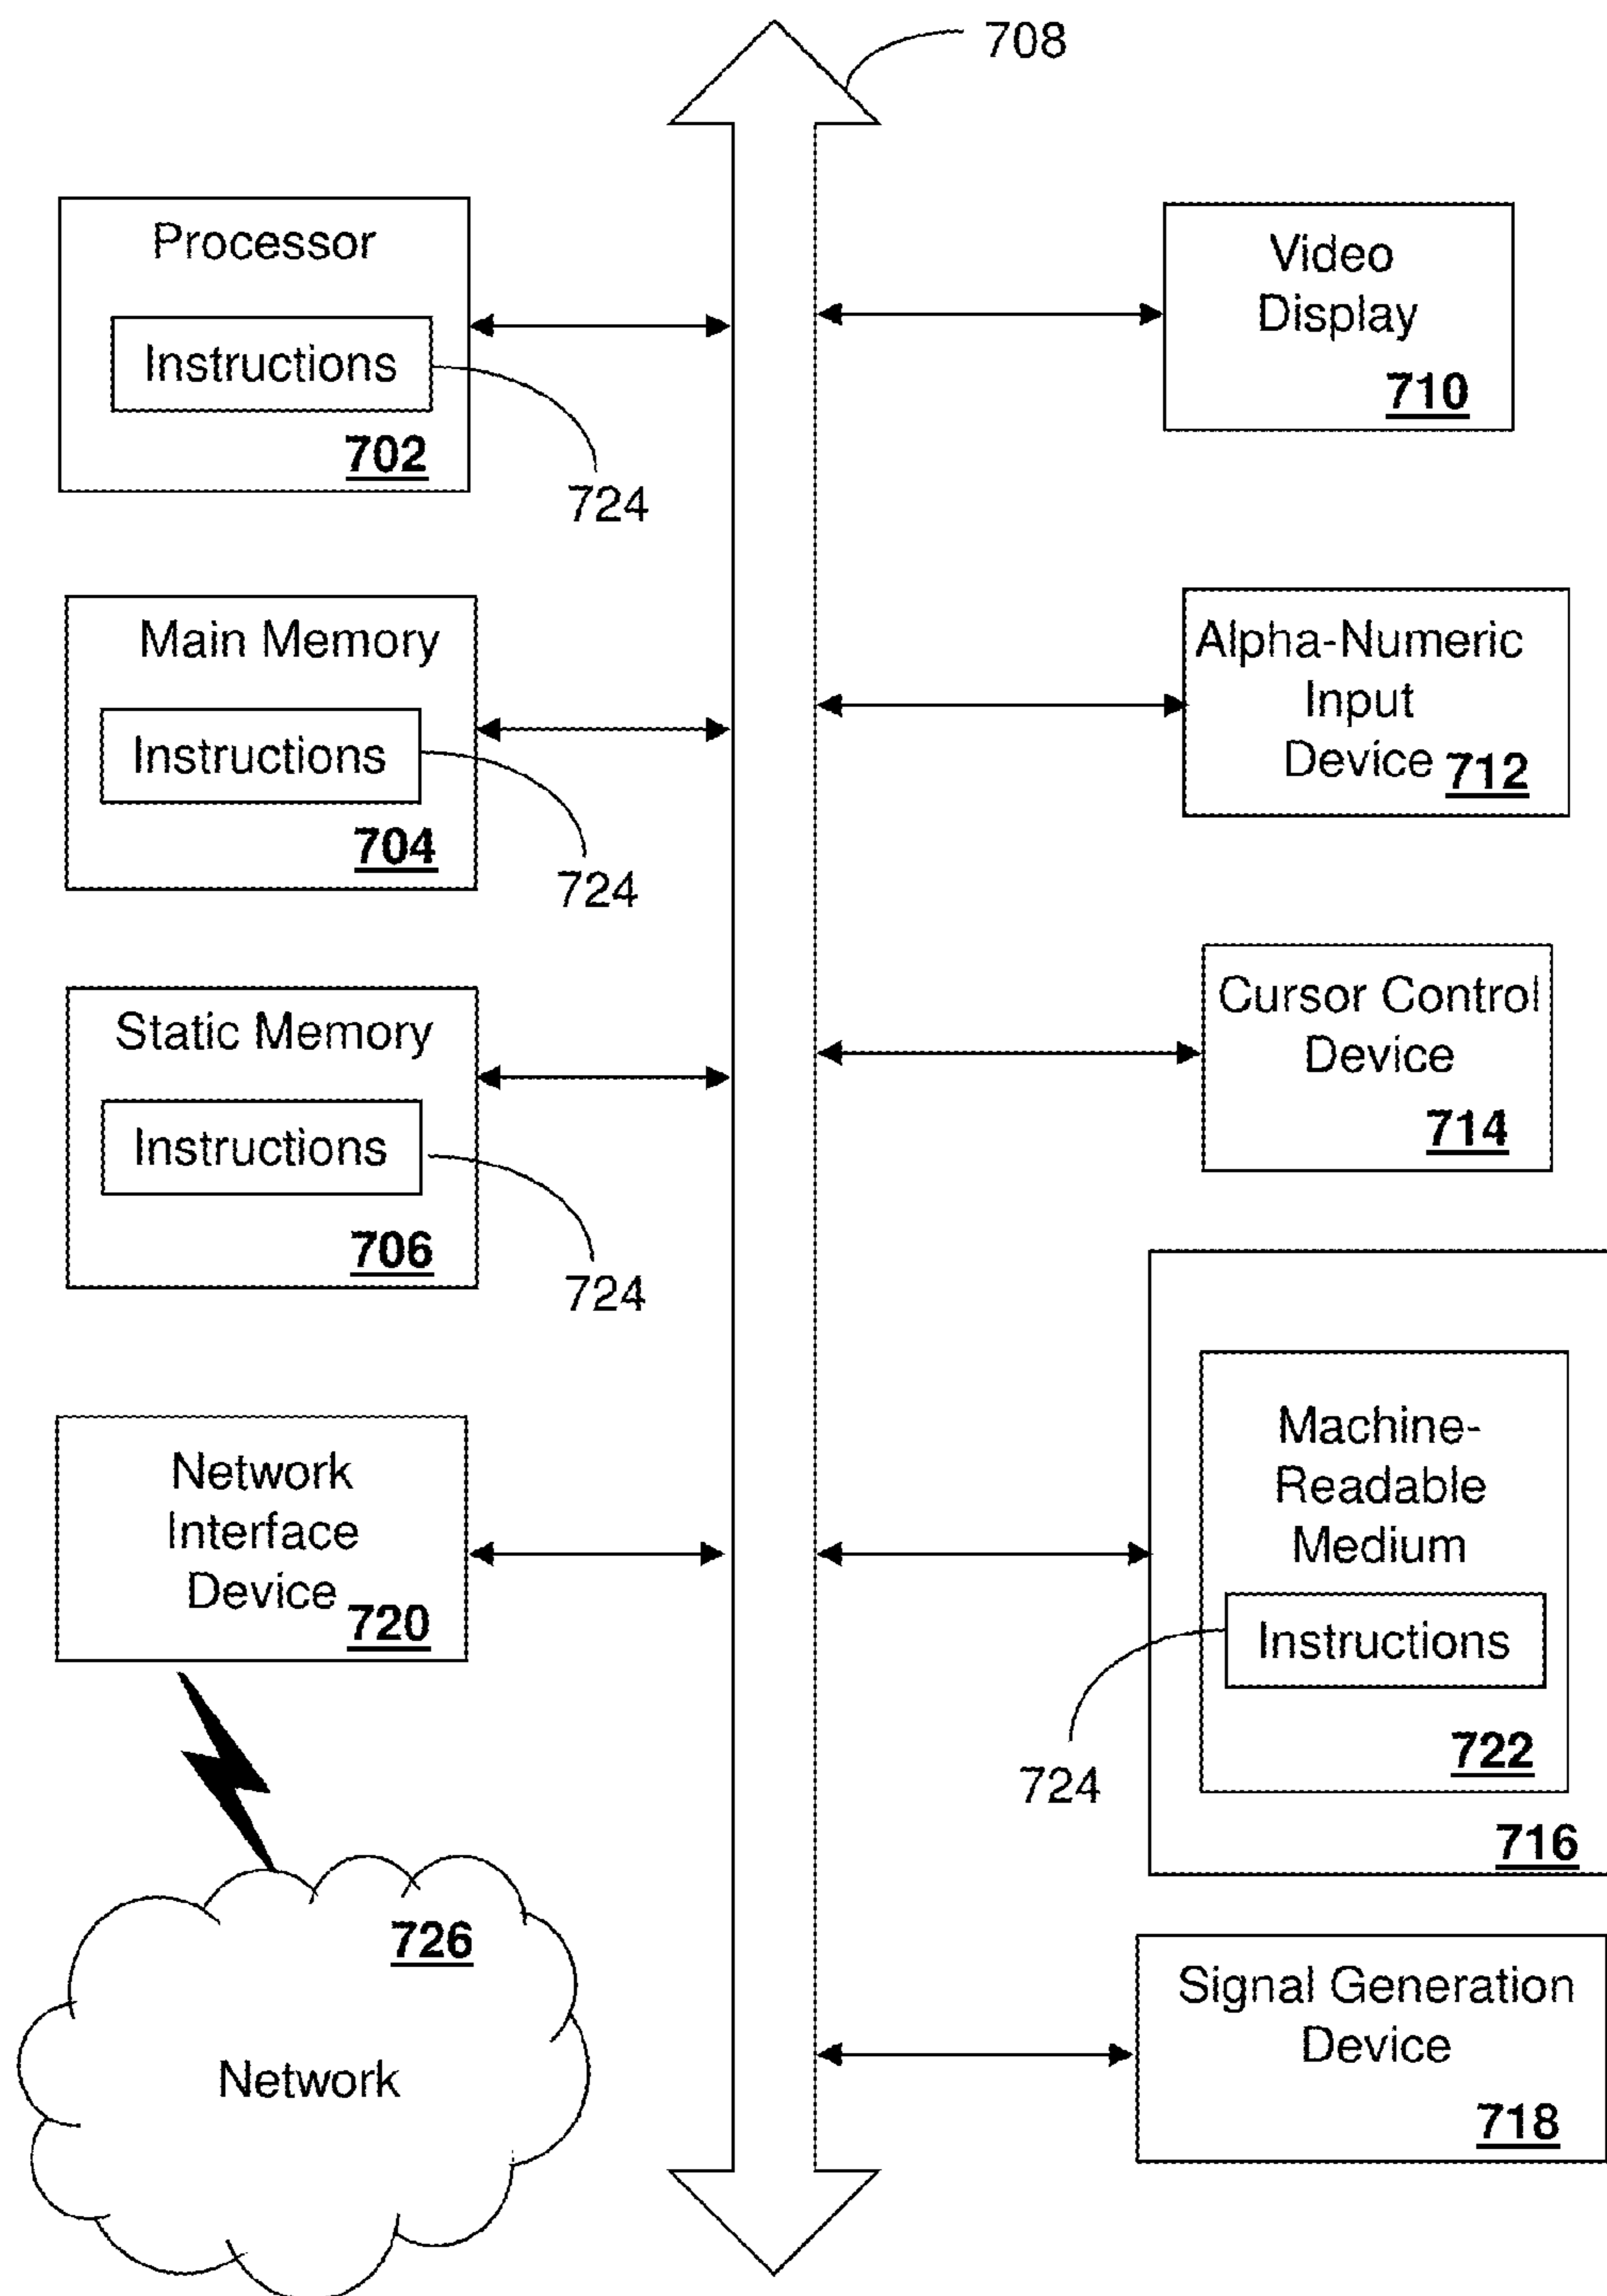 708
Processor
Instructions
702
724
Main Memory
Instructions
704
724
Static Memory
Instructions
706
724
Network
Interface
Device
720
726
Network
Video
Display
710
Alpha-Numeric
Input
Device
712
Cursor Control
Device
714
Machine-
Readable
Medium
Instructions
722
724
716
Signal Generation
Device
718